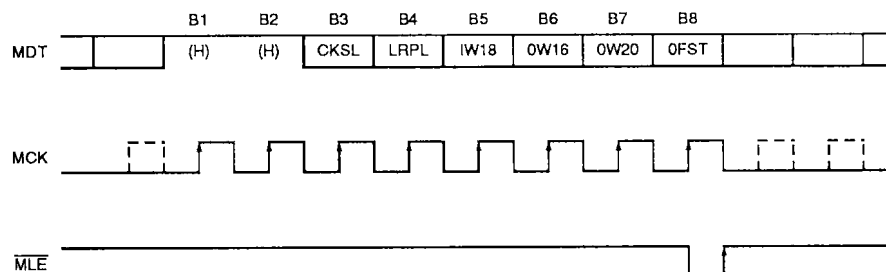 B1 B2 B3 B4 B5 B6 B7 B8
MDT (H) (H) CKSL LRPL IW18 0W16 0W20 0FST
MCK
MLE